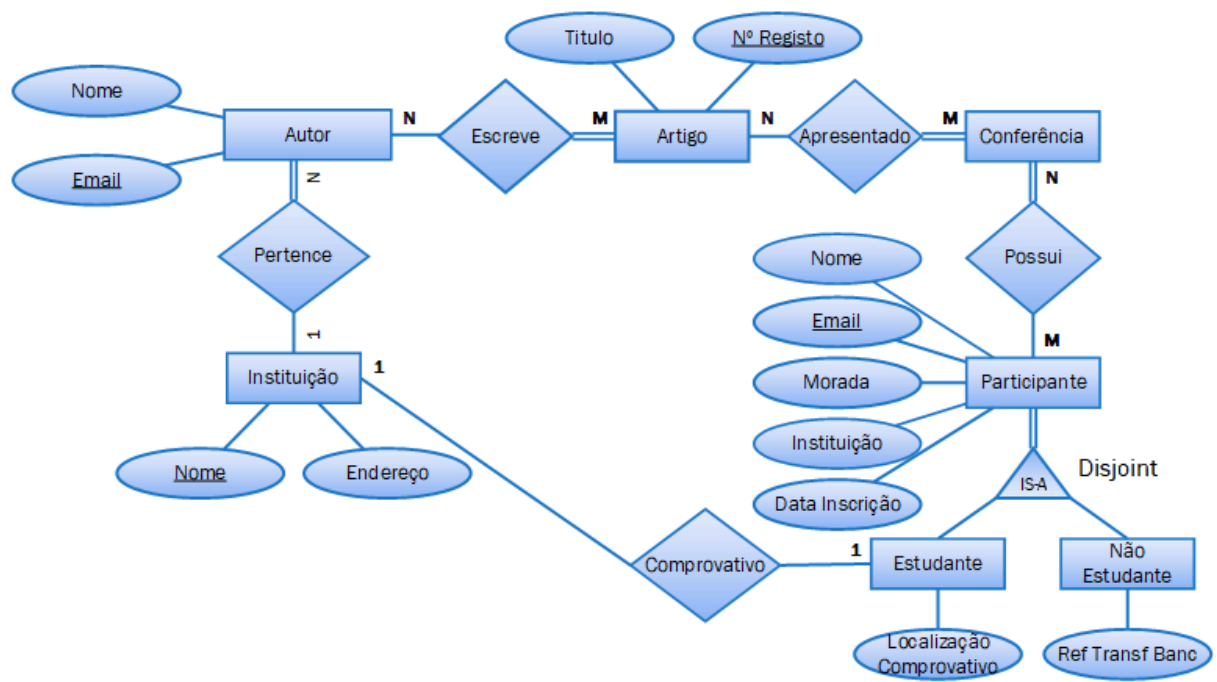 Titulo
Nº Registo
Nome
Autor
N
Escreve
M
Artigo
N
Apresentado
M
Conferência
Email
N
N
Pertence
Nome
Possui
Email
1
1
M
Instituição
Morada
Participante
Instituição
Nome
Endereço
Data Inscrição
Disjoint
IS-A
Comprovativo
1
Estudante
Não
Estudante
Localização
Comprovativo
Ref Transf Banc